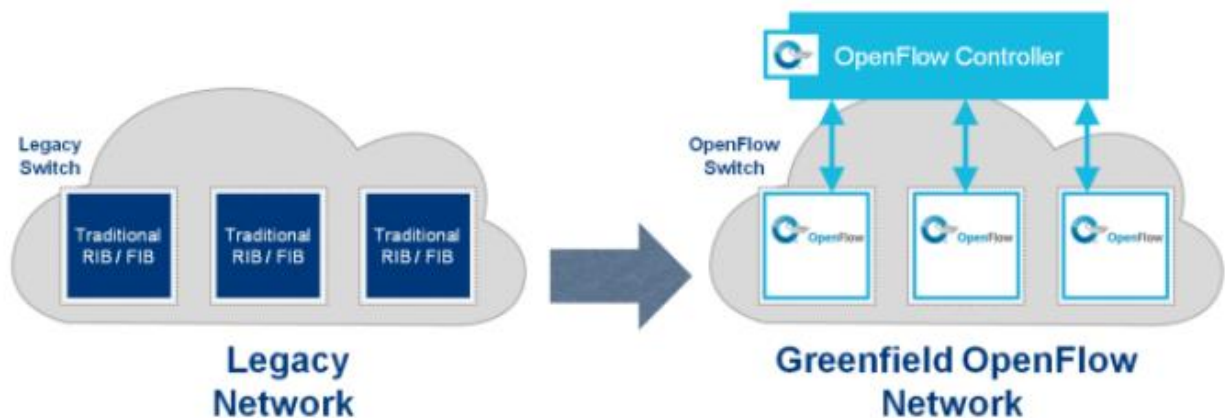 OpenFlow Controller
Legacy
Switch
Traditional
RIB / FIB
Traditional
RIB / FIB
Traditional
RIB / FIB
Legacy
Network
OpenFlow
Switch
OpenFlow
OpenFlow
OpenFlow
Greenfield OpenFlow
Network